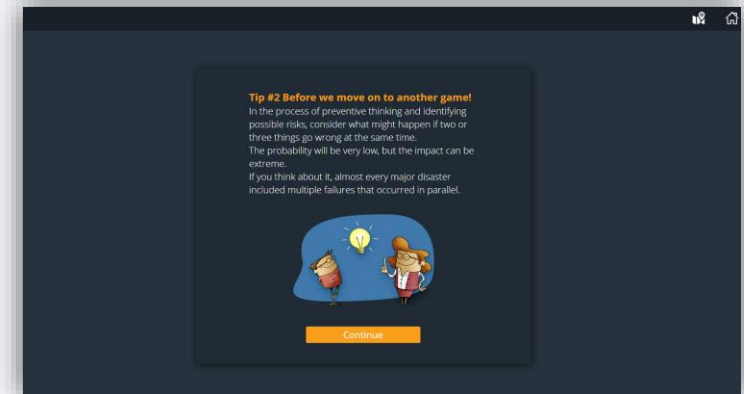 Tip #2 Before we move on to another game!
In the process of preventive thinking and identifying
possible risks, consider what might happen if two or
three things go wrong at the same time.
The probability will be very low, but the impact can be
extreme.
If you think about it, almost every major disaster
included multiple failures that occurred in parallel.
Continue